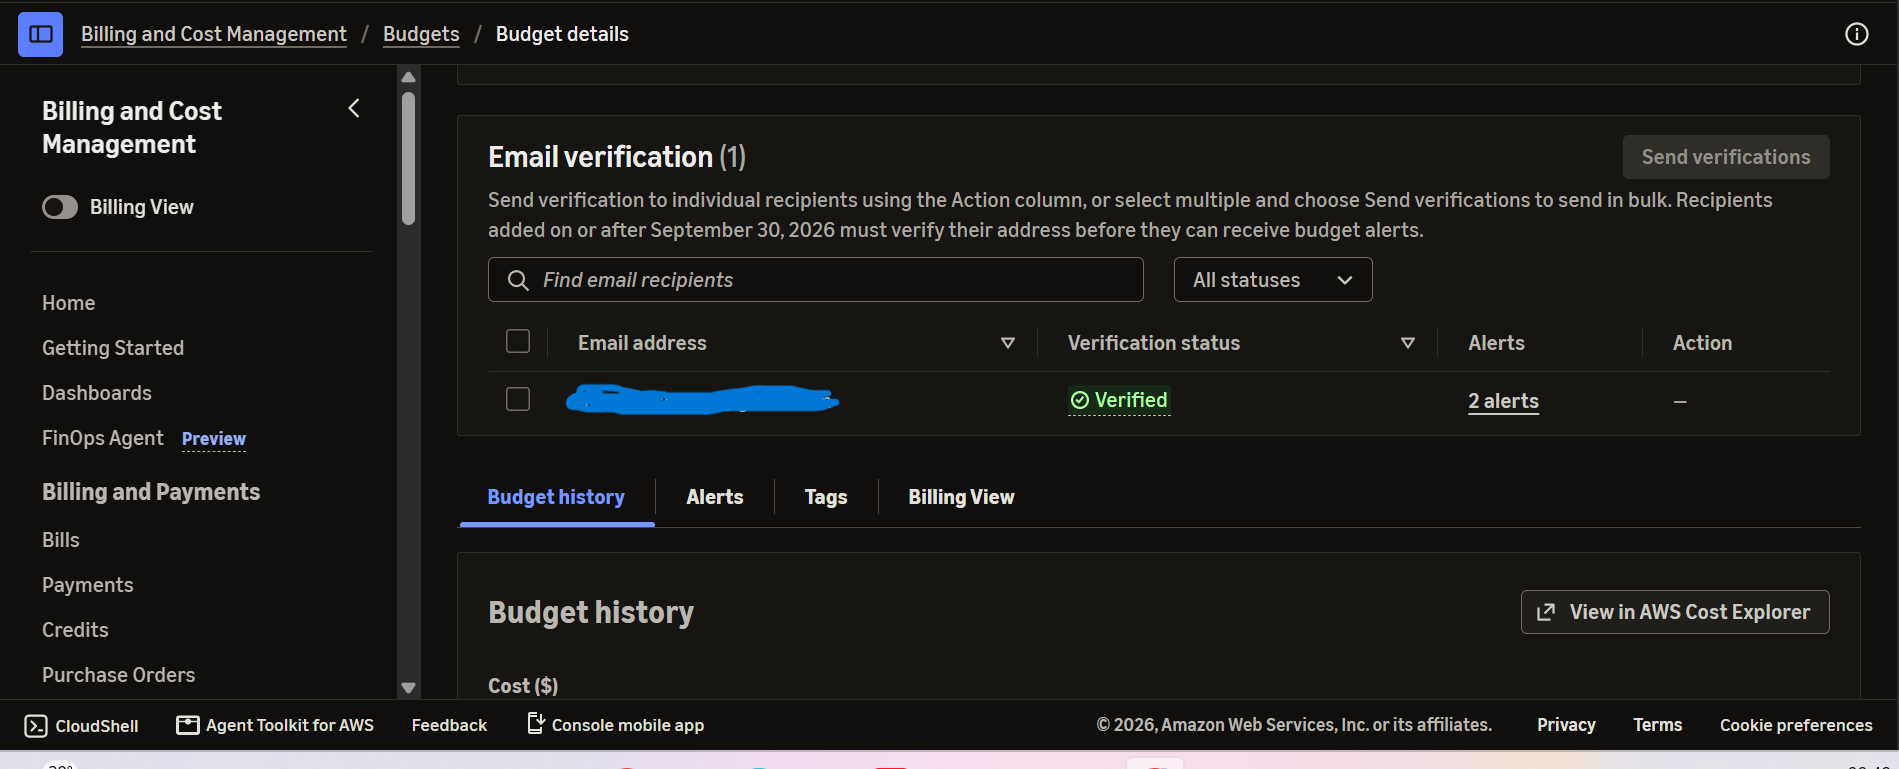 Billing and Cost Management / Budgets / Budget details
Billing and Cost
Management
Billing View
Home
Getting Started
Dashboards
FinOps Agent Preview
Billing and Payments
Bills
Payments
Credits
Purchase Orders
Email verification (1)
Send verifications
Send verification to individual recipients using the Action column, or select multiple and choose Send verifications to send in bulk. Recipients
added on or after September 30, 2026 must verify their address before they can receive budget alerts.
Find email recipients
All statuses
Email address Verification status Alerts Action
Verified 2 alerts –
Budget history Alerts Tags Billing View
Budget history
View in AWS Cost Explorer
Cost ($)
CloudShell Agent Toolkit for AWS Feedback Console mobile app © 2026, Amazon Web Services, Inc. or its affiliates. Privacy Terms Cookie preferences